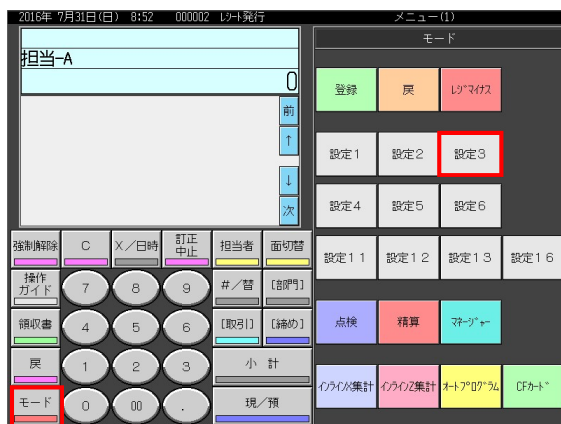 2016年 7月31日(日) 8:52 000002 ﾚｼｰﾄ発行 メニュー(1)
担当-A
0
前
↑
↓
次
強制解除 C X／日時 訂正中止 担当者 面切替
操作ガイド 7 8 9 #／替 [部門]
領収書 4 5 6 [取引] [締め]
戻 1 2 3 小 計
モード 0 00 . 現／預
モード
登録 戻 ﾚｼﾞﾏｲﾅｽ
設定1 設定2 設定3
設定4 設定5 設定6
設定11 設定12 設定13 設定16
点検 精算 ﾏﾈｰｼﾞｬｰ
ｲﾝﾗｲﾝX集計 ｲﾝﾗｲﾝZ集計 ｵｰﾄﾌﾟﾛｸﾞﾗﾑ CFｶｰﾄﾞ